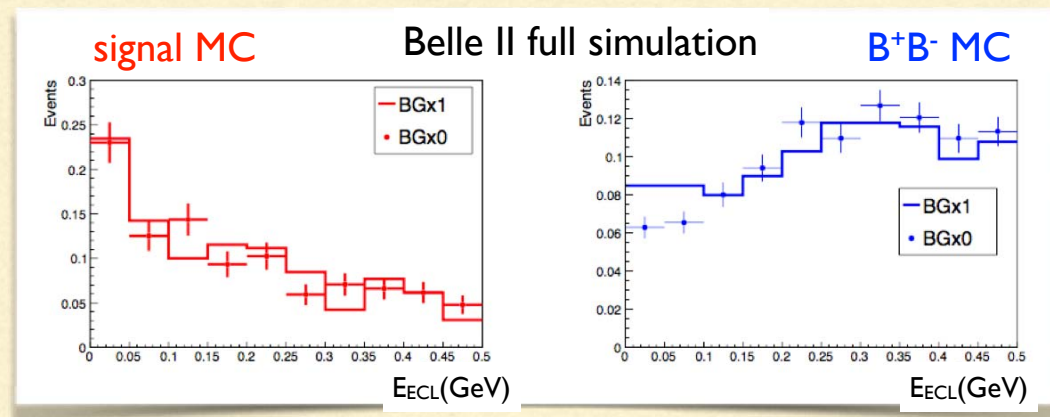 signal MC
Belle II full simulation
B⁺B⁻ MC
Events
0.3
0.25
0.2
0.15
0.1
0.05
0
BGx1
BGx0
0 0.05 0.1 0.15 0.2 0.25 0.3 0.35 0.4 0.45 0.5
EECL(GeV)
Events
0.14
0.12
0.1
0.08
0.06
0.04
0.02
0
BGx1
BGx0
0 0.05 0.1 0.15 0.2 0.25 0.3 0.35 0.4 0.45 0.5
EECL(GeV)